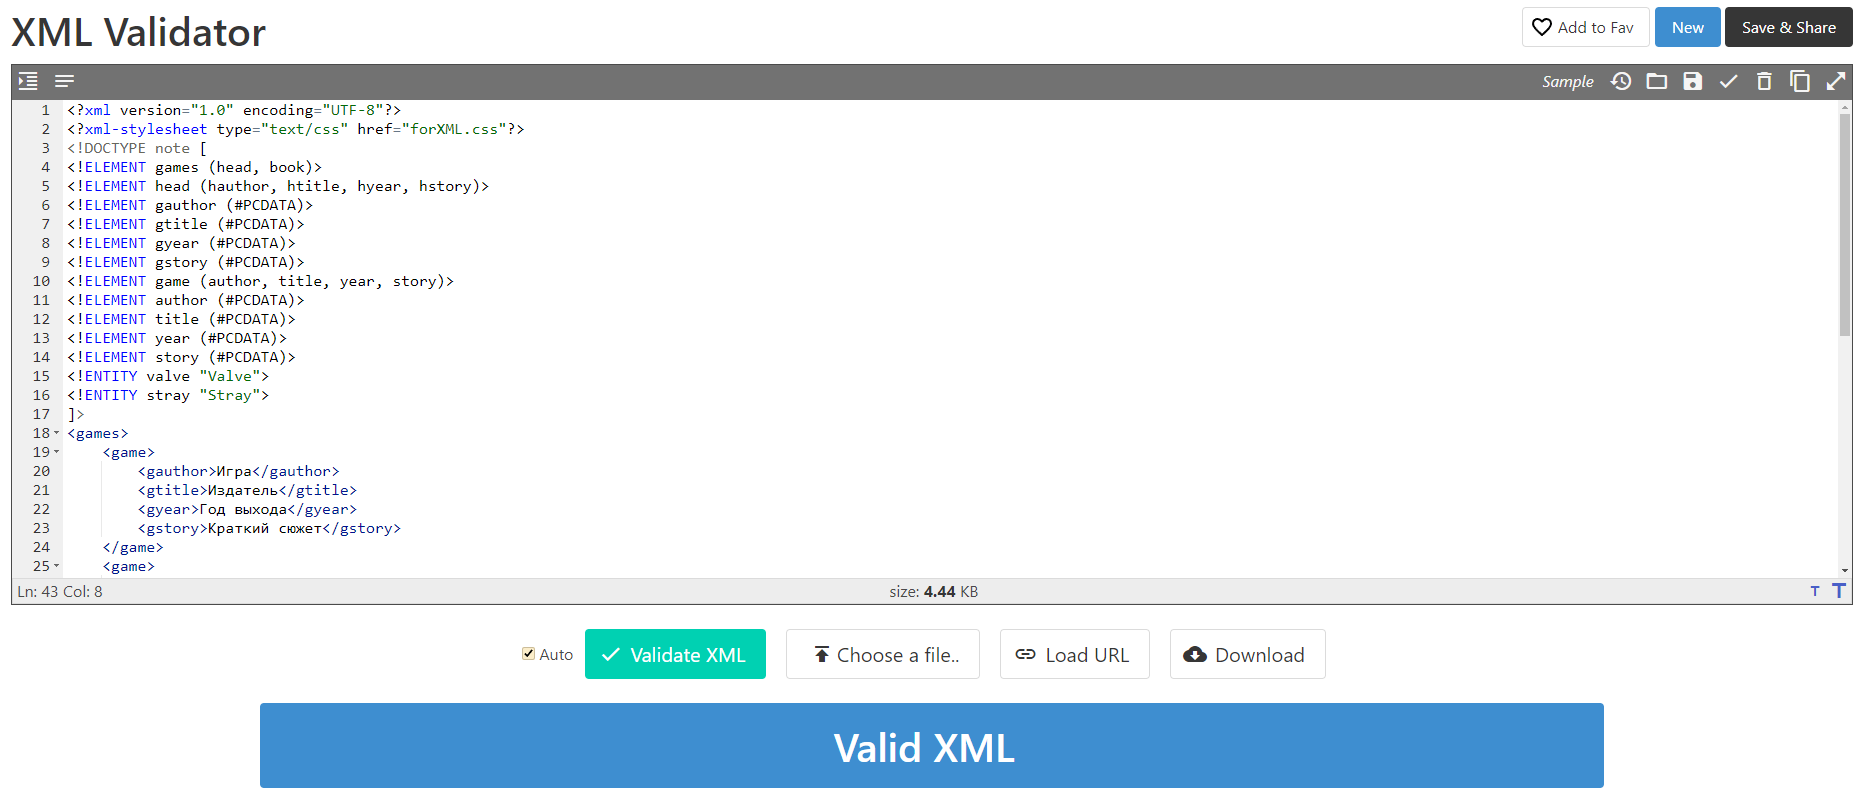 XML Validator
Add to Fav
New
Save & Share
Sample
1 <?xml version="1.0" encoding="UTF-8"?>
2 <?xml-stylesheet type="text/css" href="forXML.css"?>
3 <!DOCTYPE note [
4 <!ELEMENT games (head, book)>
5 <!ELEMENT head (hauthor, htitle, hyear, hstory)>
6 <!ELEMENT gauthor (#PCDATA)>
7 <!ELEMENT gtitle (#PCDATA)>
8 <!ELEMENT gyear (#PCDATA)>
9 <!ELEMENT gstory (#PCDATA)>
10 <!ELEMENT game (author, title, year, story)>
11 <!ELEMENT author (#PCDATA)>
12 <!ELEMENT title (#PCDATA)>
13 <!ELEMENT year (#PCDATA)>
14 <!ELEMENT story (#PCDATA)>
15 <!ENTITY valve "Valve">
16 <!ENTITY stray "Stray">
17 ]>
18 <games>
19 <game>
20 <gauthor>Игра</gauthor>
21 <gtitle>Издатель</gtitle>
22 <gyear>Год выхода</gyear>
23 <gstory>Краткий сюжет</gstory>
24 </game>
25 <game>
Ln: 43 Col: 8
size: 4.44 KB
T T
Auto
Validate XML
Choose a file..
Load URL
Download
Valid XML